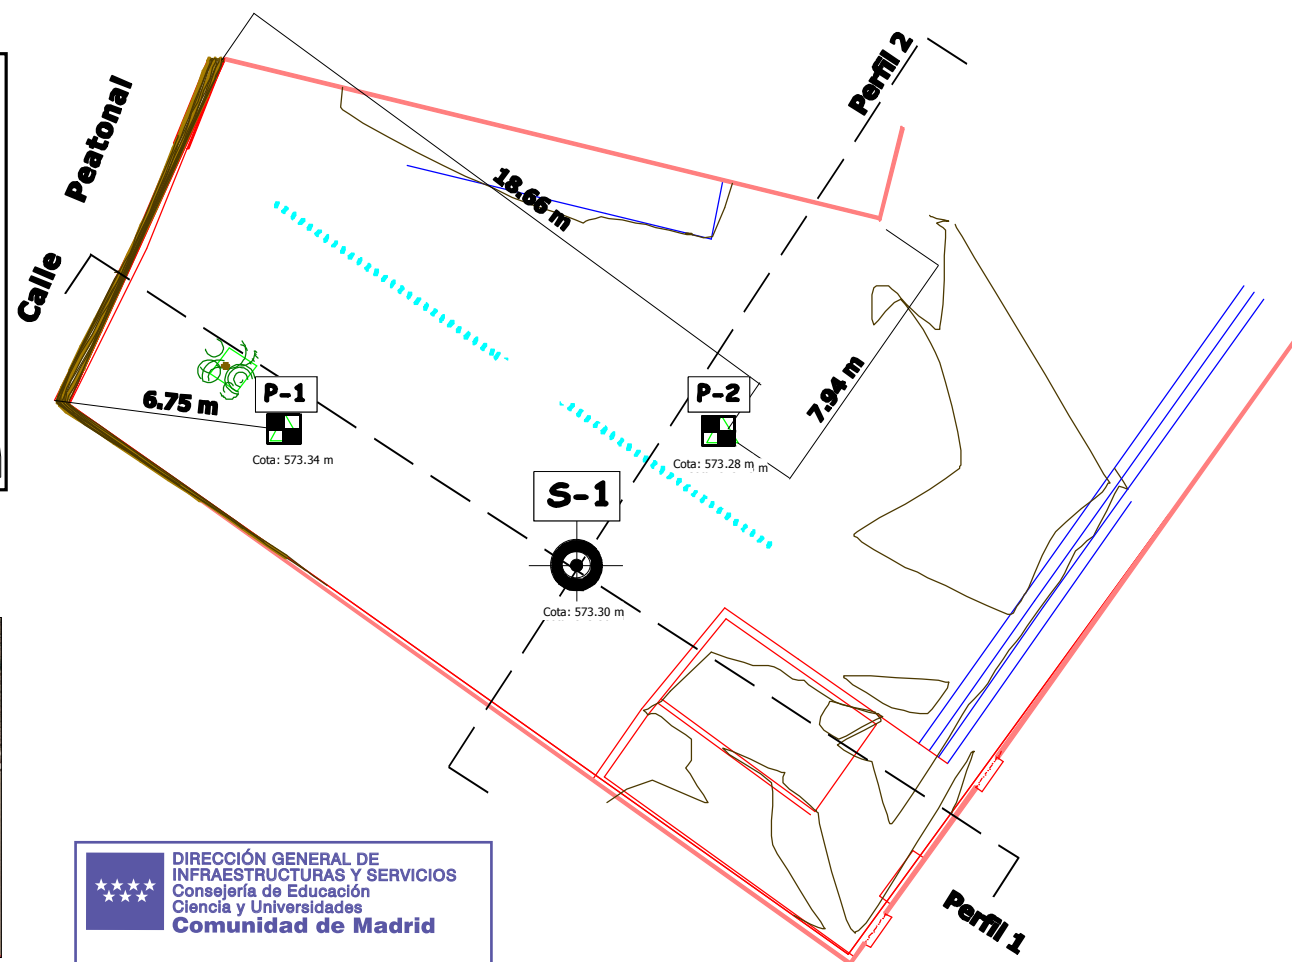 Perfil 2
Peatonal
Calle
18.66 m
7.94 m
6.75 m
P-1
Cota: 573.34 m
P-2
Cota: 573.28 m
m
S-1
Cota: 573.30 m
Perfil 1
DIRECCIÓN GENERAL DE
INFRAESTRUCTURAS Y SERVICIOS
Consejería de Educación
Ciencia y Universidades
Comunidad de Madrid